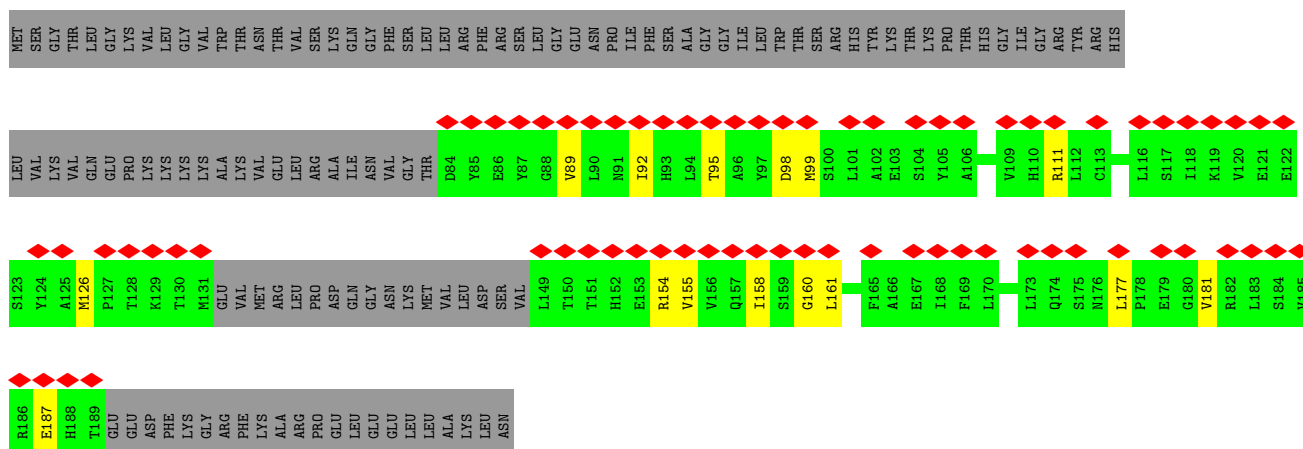 MET SER GLY THR LEU GLY LYS VAL LEU GLY VAL TRP THR ASN THR VAL SER LYS GLN GLY PHE SER LEU LEU ARG PHE ARG SER LEU GLY GLU ASN PRO ILE PHE SER ALA GLY GLY ILE LEU TRP THR SER ARG HIS TYR LYS THR LYS PRO THR HIS GLY ILE GLY ARG TYR ARG HIS
LEU VAL LYS VAL GLN GLU PRO LYS LYS LYS LYS ALA LYS VAL GLU LEU ARG ALA ILE ASN VAL GLY THR D84 Y85 E86 Y87 G88 V89 L90 N91 I92 H93 L94 T95 A96 Y97 D98 M99 S100 L101 A102 E103 S104 Y105 A106 V109 H110 R111 L112 C113 L116 S117 I118 K119 V120 E121 E122
S123 Y124 A125 M126 P127 T128 K129 T130 M131 GLU VAL MET ARG LEU PRO ASP GLN GLY ASN LYS MET VAL LEU ASP SER VAL L149 T150 T151 H152 E153 R154 V155 V156 Q157 I158 S159 G160 L161 F165 A166 E167 I168 F169 L170 L173 Q174 S175 N176 L177 P178 E179 G180 V181 R182 L183 S184 V185
R186 E187 H188 T189 GLU GLU ASP PHE LYS GLY ARG PHE LYS ALA ARG PRO GLU LEU GLU GLU LEU LEU ALA LYS LEU ASN